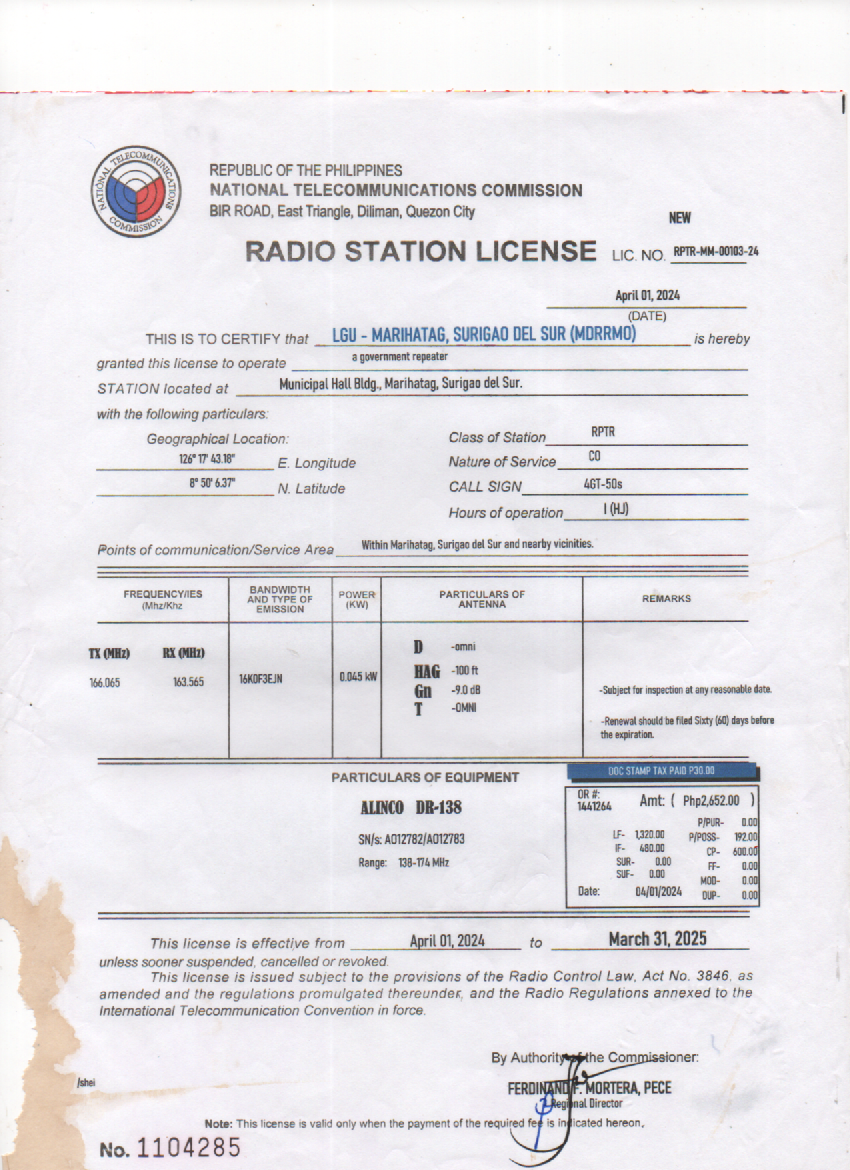 NATIONAL TELECOMMUNICATIONS COMMISSION
REPUBLIC OF THE PHILIPPINES
NATIONAL TELECOMMUNICATIONS COMMISSION
BIR ROAD, East Triangle, Diliman, Quezon City
NEW
RADIO STATION LICENSE LIC. NO. RPTR-MM-00103-24
April 01, 2024
(DATE)
THIS IS TO CERTIFY that LGU - MARIHATAG, SURIGAO DEL SUR (MDRRMO) is hereby
granted this license to operate a government repeater
STATION located at Municipal Hall Bldg., Marihatag, Surigao del Sur.
with the following particulars:
Geographical Location:
126° 17' 43.18" E. Longitude
8° 50' 6.37" N. Latitude
Class of Station RPTR
Nature of Service CO
CALL SIGN 4GT-50s
Hours of operation I (HJ)
Points of communication/Service Area Within Marihatag, Surigao del Sur and nearby vicinities.
FREQUENCY/IES (Mhz/Khz
BANDWIDTH AND TYPE OF EMISSION
POWER (KW)
PARTICULARS OF ANTENNA
REMARKS
TX (MHz) RX (MHz)
166.065 163.565 16K0F3EJN 0.045 kW
D -omni
HAG -100 ft
Gn -9.0 dB
T -OMNI
-Subject for inspection at any reasonable date.
-Renewal should be filed Sixty (60) days before
the expiration.
PARTICULARS OF EQUIPMENT
ALINCO DR-138
SN/s: A012782/A012783
Range: 138-174 MHz
DOC STAMP TAX PAID P30.00
OR #:
1441264
Amt: ( Php2,652.00 )
LF- 1,320.00
IF- 480.00
SUR- 0.00
SUF- 0.00
P/PUR- 0.00
P/POSS- 192.00
CP- 600.00
FF- 0.00
MOD- 0.00
DUP- 0.00
Date: 04/01/2024
This license is effective from April 01, 2024 to March 31, 2025
unless sooner suspended, cancelled or revoked.
This license is issued subject to the provisions of the Radio Control Law, Act No. 3846, as
amended and the regulations promulgated thereunder, and the Radio Regulations annexed to the
International Telecommunication Convention in force.
By Authority of the Commissioner:
/shei
FERDINAND F. MORTERA, PECE
Regional Director
Note: This license is valid only when the payment of the required fee is indicated hereon.
No. 1104285